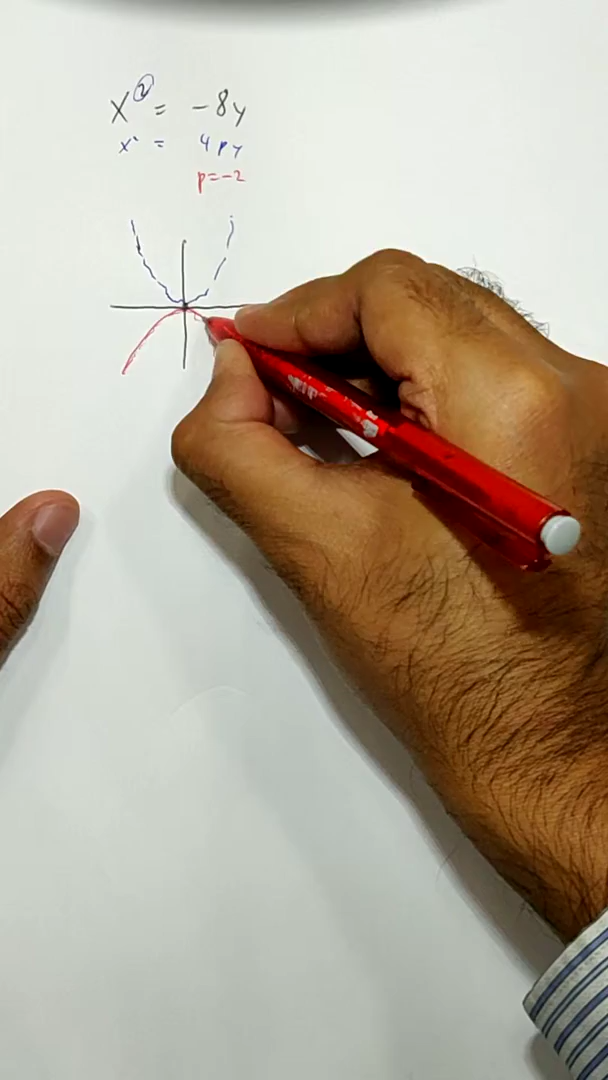 x² = -8y
x² = 4py
p=-2